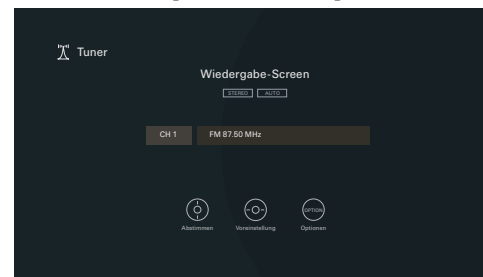 Tuner
Wiedergabe-Screen
STEREO AUTO
CH 1 FM 87.50 MHz
OPTION
Abstimmen Voreinstellung Optionen